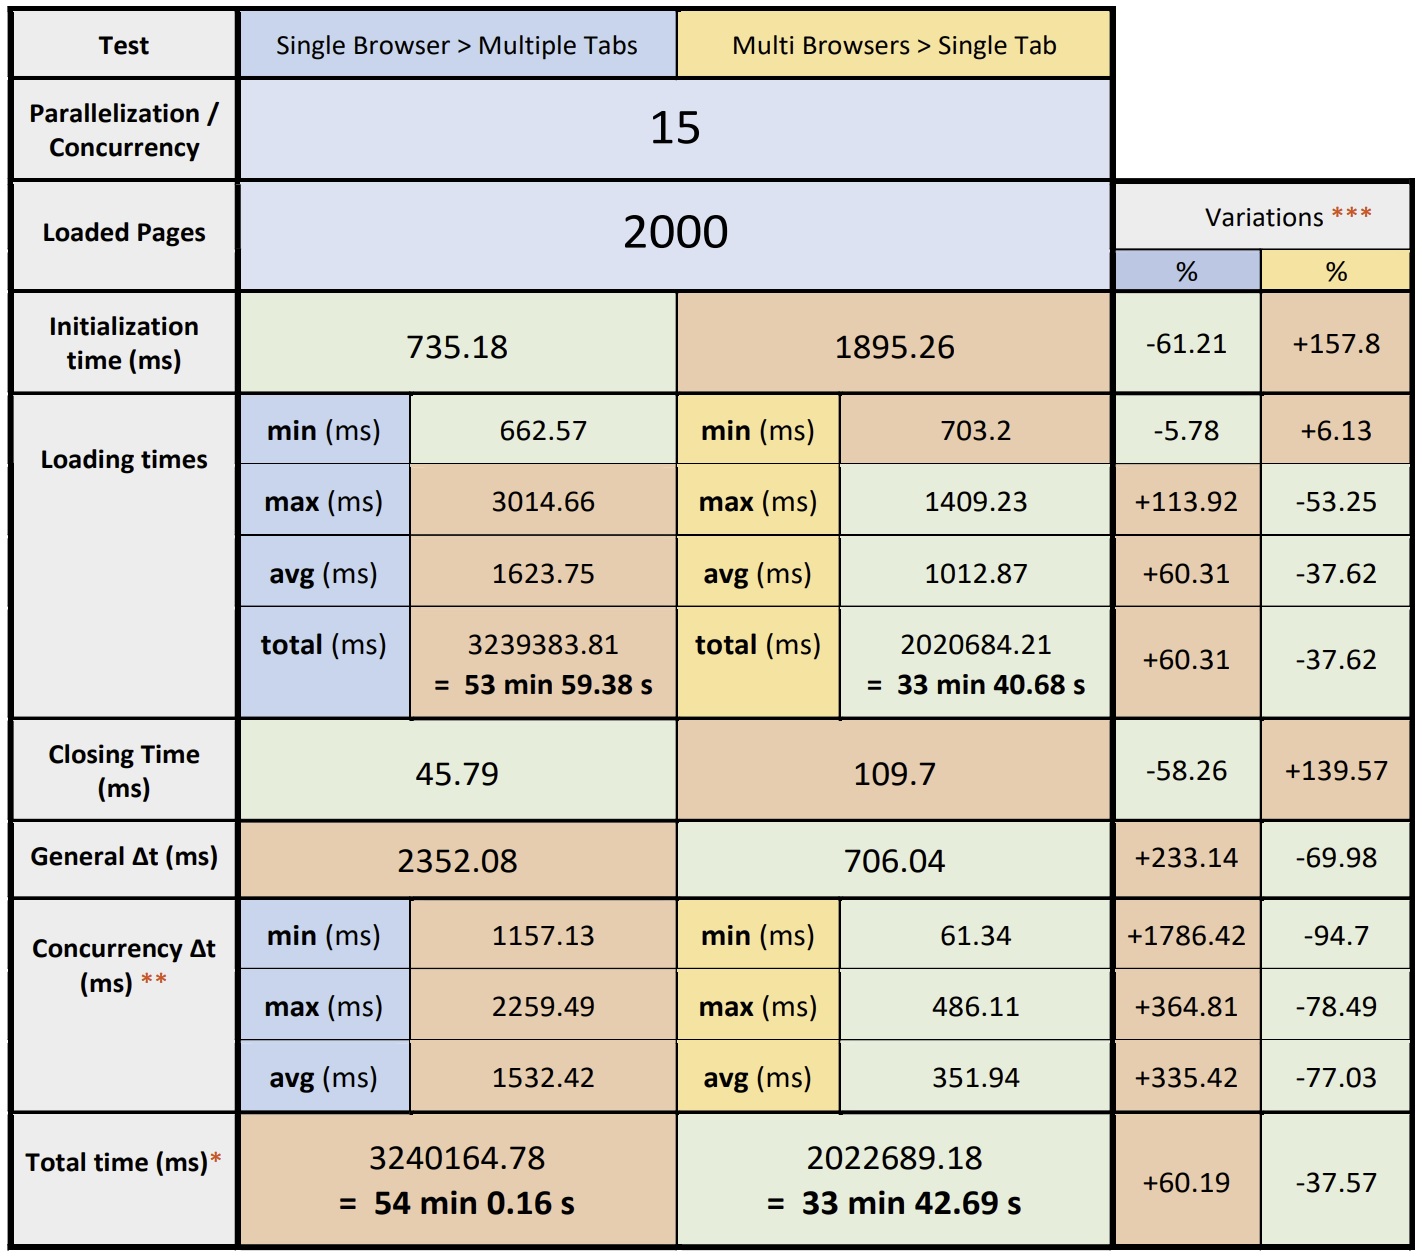 Test
Single Browser > Multiple Tabs
Multi Browsers > Single Tab
Parallelization /
Concurrency
15
Loaded Pages
2000
Variations ***
%
%
Initialization
time (ms)
735.18
1895.26
-61.21
+157.8
Loading times
min (ms)
662.57
min (ms)
703.2
-5.78
+6.13
max (ms)
3014.66
max (ms)
1409.23
+113.92
-53.25
avg (ms)
1623.75
avg (ms)
1012.87
+60.31
-37.62
total (ms)
3239383.81
= 53 min 59.38 s
total (ms)
2020684.21
= 33 min 40.68 s
+60.31
-37.62
Closing Time
(ms)
45.79
109.7
-58.26
+139.57
General Δt (ms)
2352.08
706.04
+233.14
-69.98
Concurrency Δt
(ms) **
min (ms)
1157.13
min (ms)
61.34
+1786.42
-94.7
max (ms)
2259.49
max (ms)
486.11
+364.81
-78.49
avg (ms)
1532.42
avg (ms)
351.94
+335.42
-77.03
Total time (ms)*
3240164.78
= 54 min 0.16 s
2022689.18
= 33 min 42.69 s
+60.19
-37.57